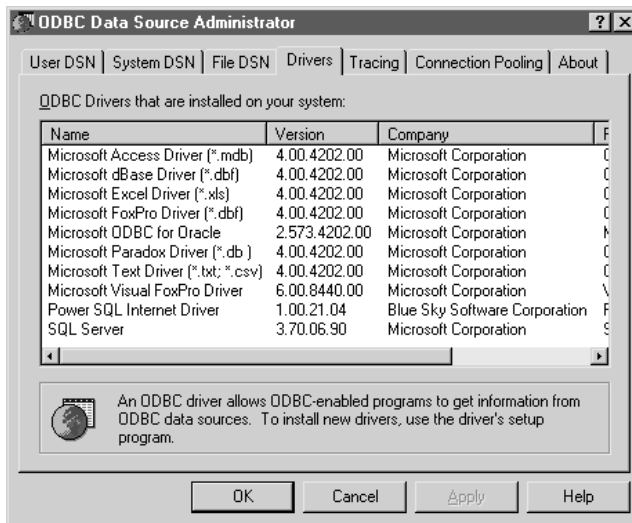 ODBC Data Source Administrator
User DSN System DSN File DSN Drivers Tracing Connection Pooling About
ODBC Drivers that are installed on your system:
Name Version Company F
Microsoft Access Driver (*.mdb) 4.00.4202.00 Microsoft Corporation
Microsoft dBase Driver (*.dbf) 4.00.4202.00 Microsoft Corporation
Microsoft Excel Driver (*.xls) 4.00.4202.00 Microsoft Corporation
Microsoft FoxPro Driver (*.dbf) 4.00.4202.00 Microsoft Corporation
Microsoft ODBC for Oracle 2.573.4202.00 Microsoft Corporation
Microsoft Paradox Driver (*.db ) 4.00.4202.00 Microsoft Corporation
Microsoft Text Driver (*.txt; *.csv) 4.00.4202.00 Microsoft Corporation
Microsoft Visual FoxPro Driver 6.00.8440.00 Microsoft Corporation
Power SQL Internet Driver 1.00.21.04 Blue Sky Software Corporation
SQL Server 3.70.06.90 Microsoft Corporation
An ODBC driver allows ODBC-enabled programs to get information from
ODBC data sources. To install new drivers, use the driver's setup
program.
OK Cancel Apply Help